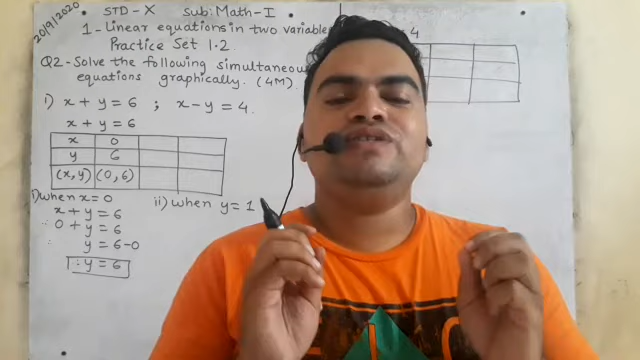 20/9/2020
STD - X Sub: Math - I
1 - Linear equations in two variable
Practice Set 1.2
Q2 - Solve the following simultaneou
equations graphically. (4M).
i) x + y = 6 ; x - y = 4.
4
x + y = 6
x 0
y 6
(x,y) (0,6)
i) when x = 0
x + y = 6
0 + y = 6
y = 6 - 0
∴ y = 6
ii) when y = 1